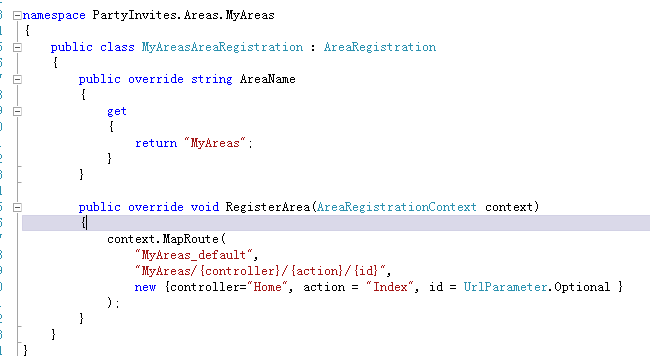 namespace PartyInvites.Areas.MyAreas
{
public class MyAreasAreaRegistration : AreaRegistration
{
public override string AreaName
{
get
{
return "MyAreas";
}
}
public override void RegisterArea(AreaRegistrationContext context)
{
context.MapRoute(
"MyAreas_default",
"MyAreas/{controller}/{action}/{id}",
new {controller="Home", action = "Index", id = UrlParameter.Optional }
);
}
}
}